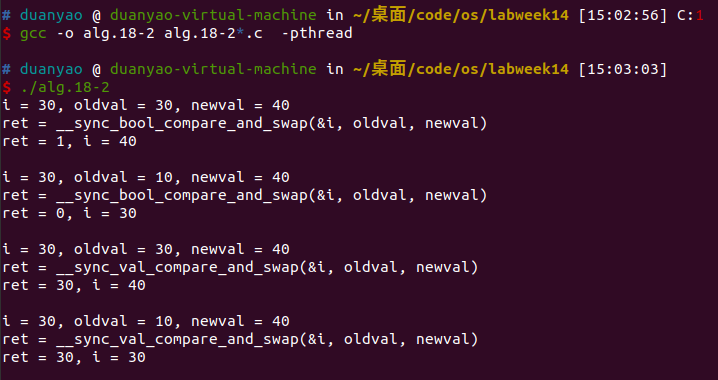 # duanyao @ duanyao-virtual-machine in ~/桌面/code/os/labweek14 [15:02:56] C:1
$ gcc -o alg.18-2 alg.18-2*.c  -pthread

# duanyao @ duanyao-virtual-machine in ~/桌面/code/os/labweek14 [15:03:03]
$ ./alg.18-2
i = 30, oldval = 30, newval = 40
ret = __sync_bool_compare_and_swap(&i, oldval, newval)
ret = 1, i = 40

i = 30, oldval = 10, newval = 40
ret = __sync_bool_compare_and_swap(&i, oldval, newval)
ret = 0, i = 30

i = 30, oldval = 30, newval = 40
ret = __sync_val_compare_and_swap(&i, oldval, newval)
ret = 30, i = 40

i = 30, oldval = 10, newval = 40
ret = __sync_val_compare_and_swap(&i, oldval, newval)
ret = 30, i = 30